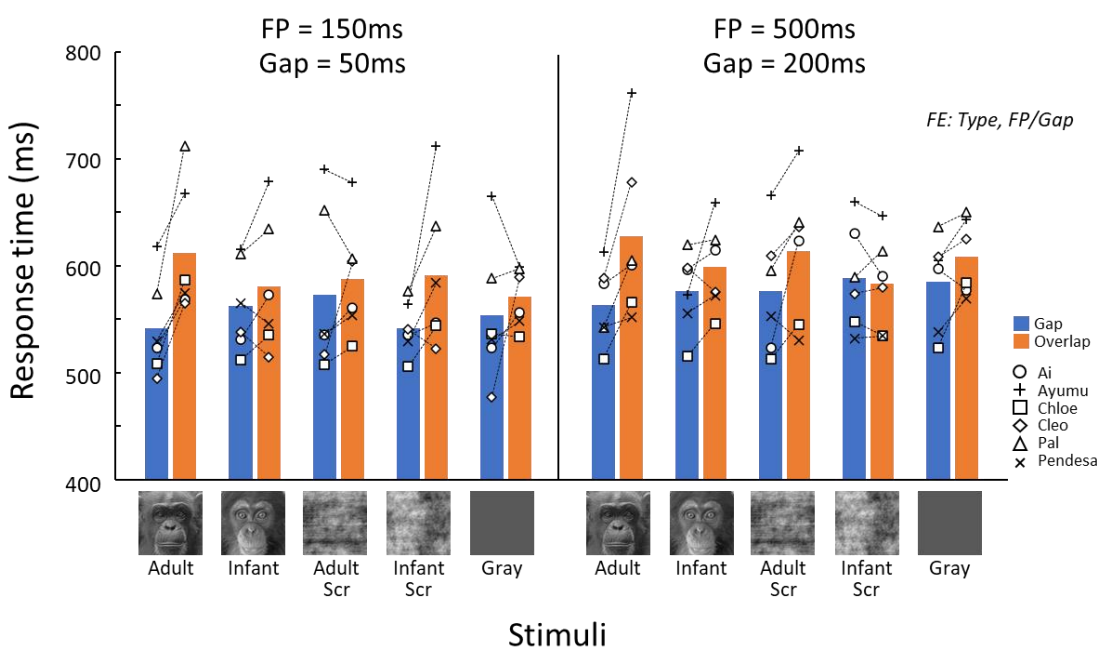 FP = 150ms
Gap = 50ms
FP = 500ms
Gap = 200ms
FE: Type, FP/Gap
Response time (ms)
800
700
600
500
400
Gap
Overlap
Ai
Ayumu
Chloe
Cleo
Pal
Pendesa
Adult
Infant
Adult
Scr
Infant
Scr
Gray
Adult
Infant
Adult
Scr
Infant
Scr
Gray
Stimuli